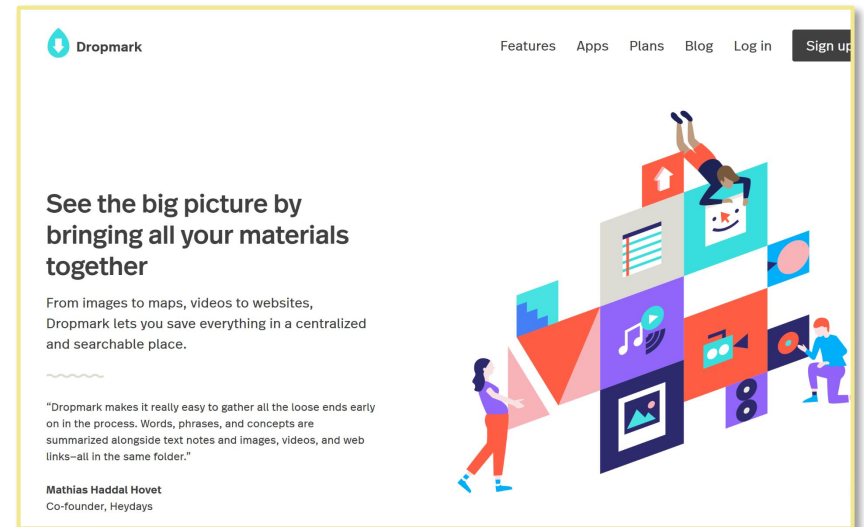 Dropmark
Features Apps Plans Blog Log in Sign up
See the big picture by
bringing all your materials
together
From images to maps, videos to websites,
Dropmark lets you save everything in a centralized
and searchable place.
“Dropmark makes it really easy to gather all the loose ends early
on in the process. Words, phrases, and concepts are
summarized alongside text notes and images, videos, and web
links—all in the same folder.”
Mathias Haddal Hovet
Co-founder, Heydays